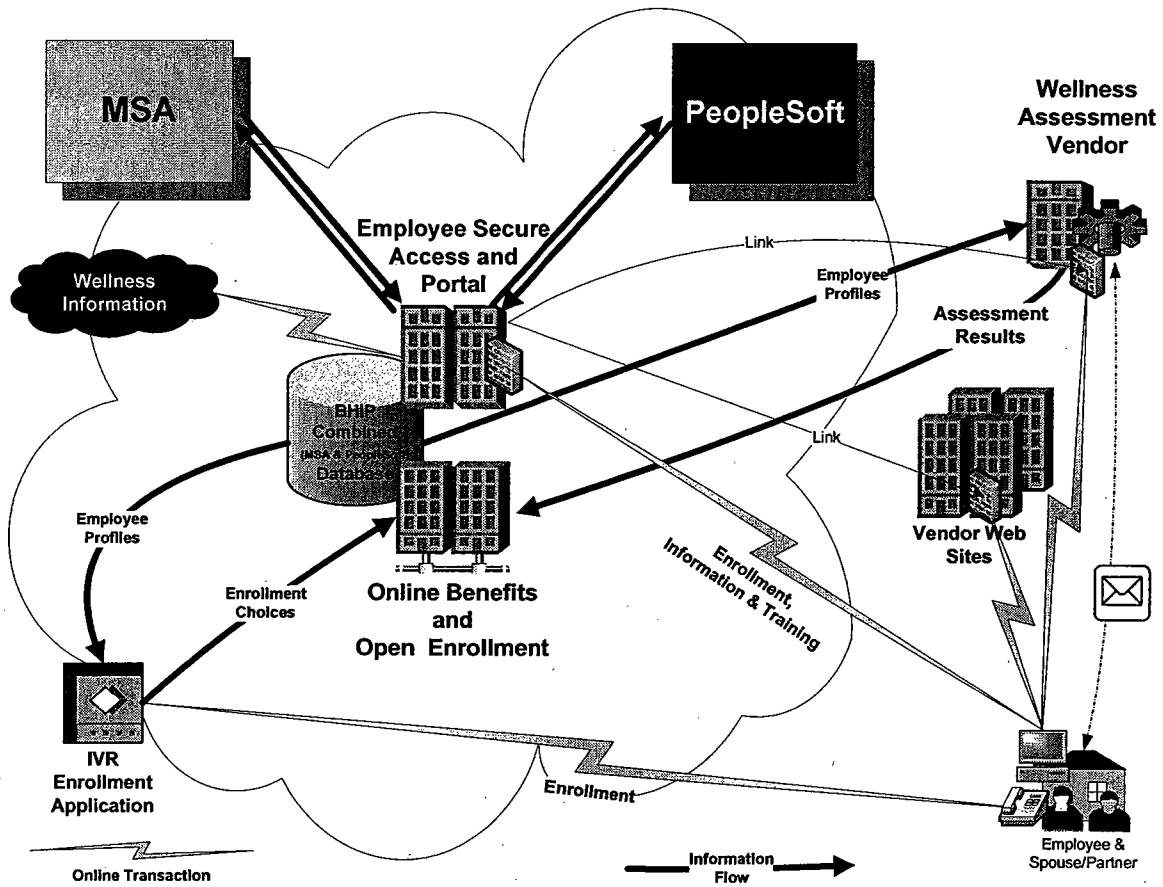 MSA
PeopleSoft
Wellness
Assessment
Vendor
Employee Secure
Access and
Portal
Link
Wellness
Information
Employee
Profiles
Assessment
Results
BHIP
Combined
(MSA &
Database
Link
Employee
Profiles
Vendor Web
Sites
Enrollment,
Information & Training
Enrollment
Choices
Online Benefits
and
Open Enrollment
IVR
Enrollment
Application
Enrollment
Employee &
Spouse/Partner
Online Transaction
Information
Flow